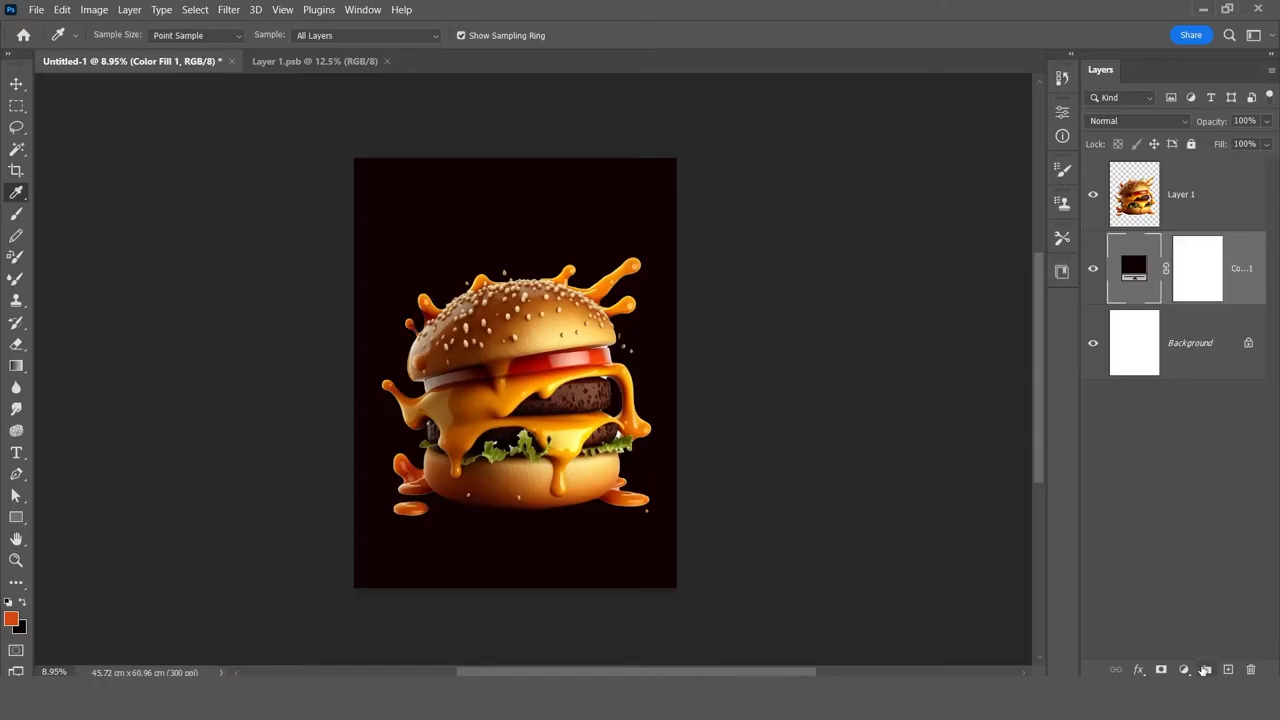 Ps File Edit Image Layer Type Select Filter 3D View Plugins Window Help
Sample Size: Point Sample Sample: All Layers Show Sampling Ring Share
Untitled-1 @ 8.95% (Color Fill 1, RGB/8) * Layer 1.psb @ 12.5% (RGB/8)
Layers
Kind
Normal Opacity: 100%
Lock: Fill: 100%
Layer 1
Co...1
Background
8.95% 45.72 cm x 60.96 cm (300 ppi)